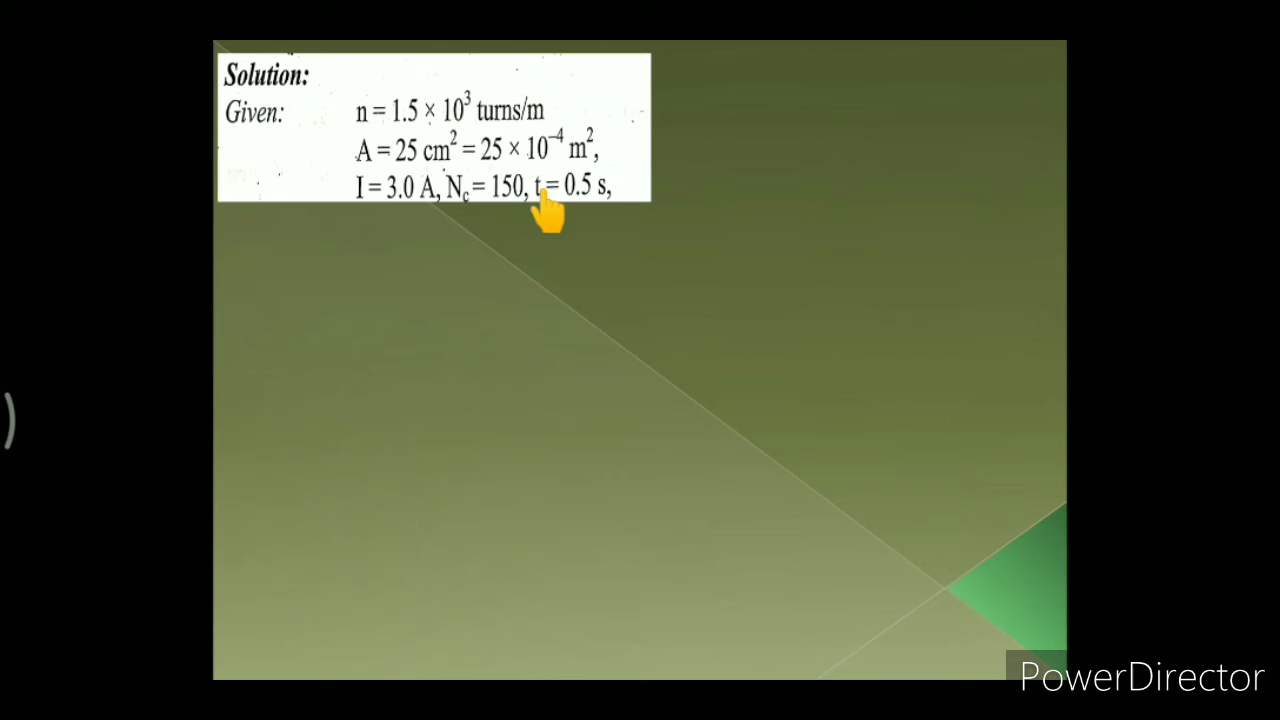 Solution:
Given: n = 1.5 × 10³ turns/m
A = 25 cm² = 25 × 10⁻⁴ m²,
I = 3.0 A, N꜀ = 150, t = 0.5 s,
PowerDirector